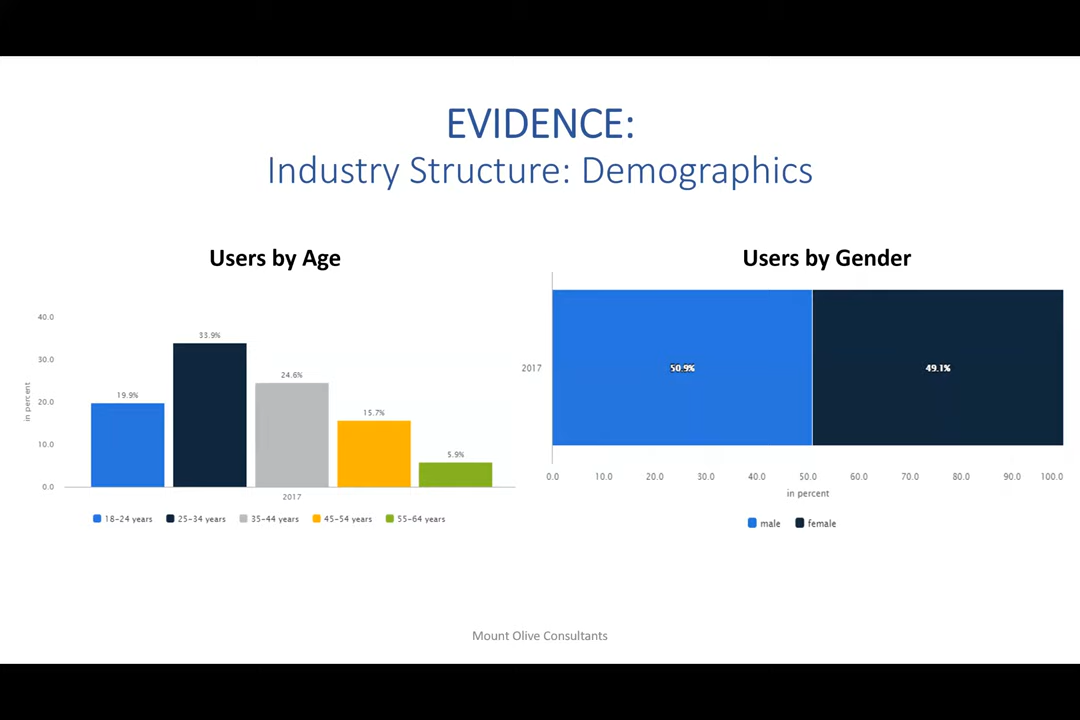 EVIDENCE:
Industry Structure: Demographics
Users by Age
40.0
30.0
20.0
10.0
0.0
in percent
19.9%
33.9%
24.6%
15.7%
5.9%
2017
18-24 years 25-34 years 35-44 years 45-54 years 55-64 years
Users by Gender
2017
50.9% 49.1%
0.0 10.0 20.0 30.0 40.0 50.0 60.0 70.0 80.0 90.0 100.0
in percent
male female
Mount Olive Consultants